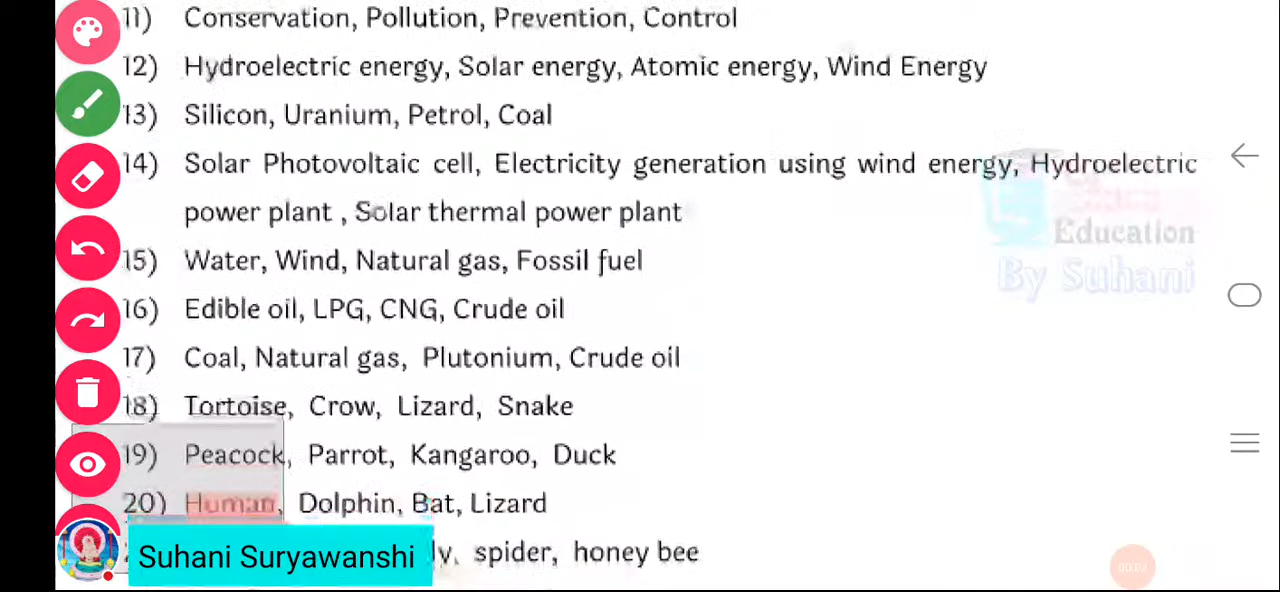 11) Conservation, Pollution, Prevention, Control
12) Hydroelectric energy, Solar energy, Atomic energy, Wind Energy
13) Silicon, Uranium, Petrol, Coal
14) Solar Photovoltaic cell, Electricity generation using wind energy, Hydroelectric
power plant , Solar thermal power plant
Education
By Suhani
15) Water, Wind, Natural gas, Fossil fuel
16) Edible oil, LPG, CNG, Crude oil
17) Coal, Natural gas, Plutonium, Crude oil
18) Tortoise, Crow, Lizard, Snake
19) Peacock, Parrot, Kangaroo, Duck
20) Human, Dolphin, Bat, Lizard
Suhani Suryawanshi
spider, honey bee